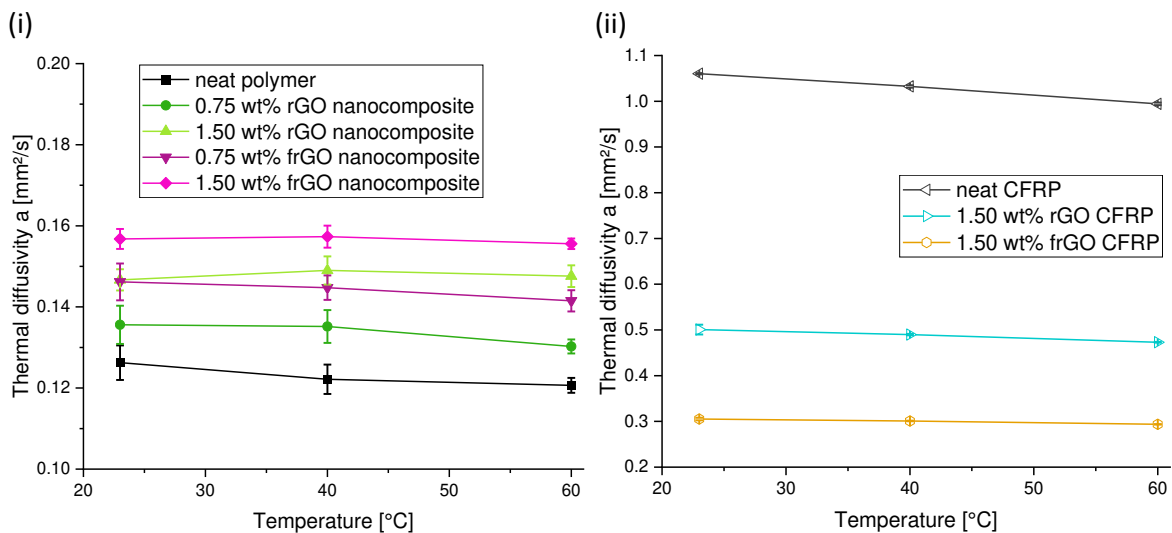 (i)
0.20
0.18
0.16
0.14
0.12
0.10
Thermal diffusivity a [mm²/s]
neat polymer
0.75 wt% rGO nanocomposite
1.50 wt% rGO nanocomposite
0.75 wt% frGO nanocomposite
1.50 wt% frGO nanocomposite
20 30 40 50 60
Temperature [°C]
(ii)
1.1
1.0
0.9
0.8
0.7
0.6
0.5
0.4
0.3
0.2
Thermal diffusivity a [mm²/s]
neat CFRP
1.50 wt% rGO CFRP
1.50 wt% frGO CFRP
20 30 40 50 60
Temperature [°C]